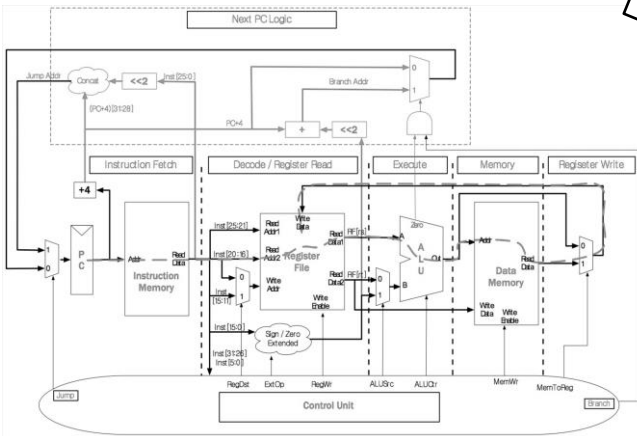 Next PC Logic
Jump Addr
Concat
<<2
Inst [25:0]
(PC+4)[31:28]
PC+4
Branch Addr
0
1
+
<<2
Instruction Fetch
Decode / Register Read
Execute
Memory
Regiseter Write
+4
1
0
PC
Addr
Read Data
Instruction Memory
Inst[25:21]
Inst[20:16]
Inst [15:11]
Inst [15:0]
Inst [31:26]
Inst [5:0]
0
1
Read Addr1
Read Addr2
Write Addr
Write Data
Read Data1
Read Data2
Register File
Write Enable
Sign / Zero Extended
RF[rs]
RF[rt]
0
1
Zero
A
B
ALU
Out
Addr
Read Data
Data Memory
Write Data
Write Enable
0
1
Jump
RegDst
ExtOp
RegWr
ALUSrc
ALUCtr
MemWr
MemToReg
Branch
Control Unit